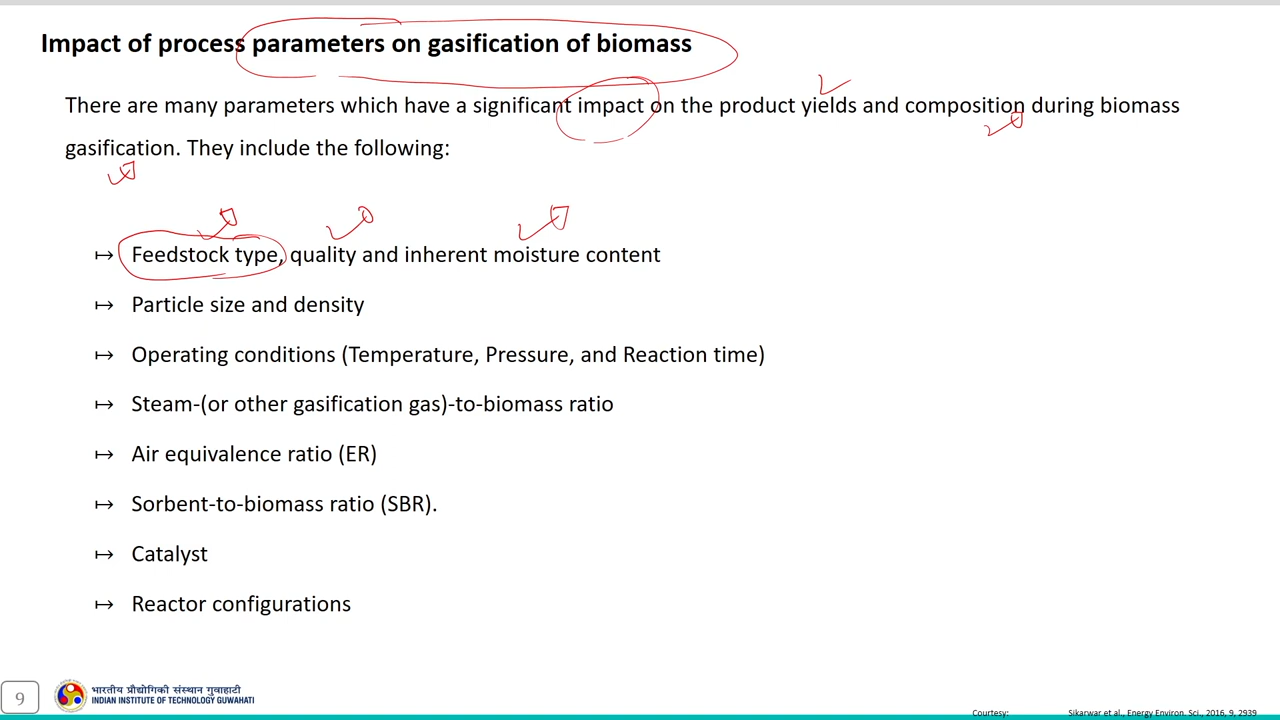 Impact of process parameters on gasification of biomass
There are many parameters which have a significant impact on the product yields and composition during biomass
gasification. They include the following:
↦ Feedstock type, quality and inherent moisture content
↦ Particle size and density
↦ Operating conditions (Temperature, Pressure, and Reaction time)
↦ Steam-(or other gasification gas)-to-biomass ratio
↦ Air equivalence ratio (ER)
↦ Sorbent-to-biomass ratio (SBR).
↦ Catalyst
↦ Reactor configurations
9
भारतीय प्रौद्योगिकी संस्थान गुवाहाटी
INDIAN INSTITUTE OF TECHNOLOGY GUWAHATI
Courtesy: Sikarwar et al., Energy Environ. Sci., 2016, 9, 2939